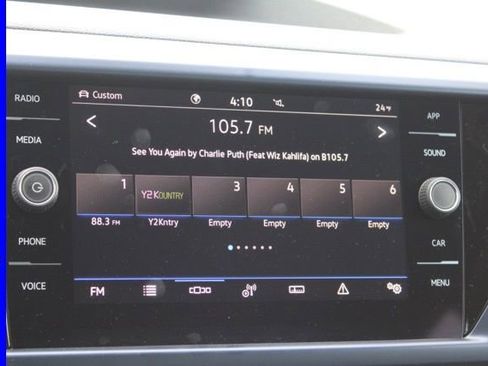 RADIO
MEDIA
PHONE
VOICE
Custom
4:10
24°F
105.7 FM
See You Again by Charlie Puth (Feat Wiz Kahlifa) on B105.7
1
Y2KOUNTRY
3
4
5
6
88.3 FM
Y2Kntry
Empty
Empty
Empty
Empty
FM
APP
SOUND
CAR
MENU